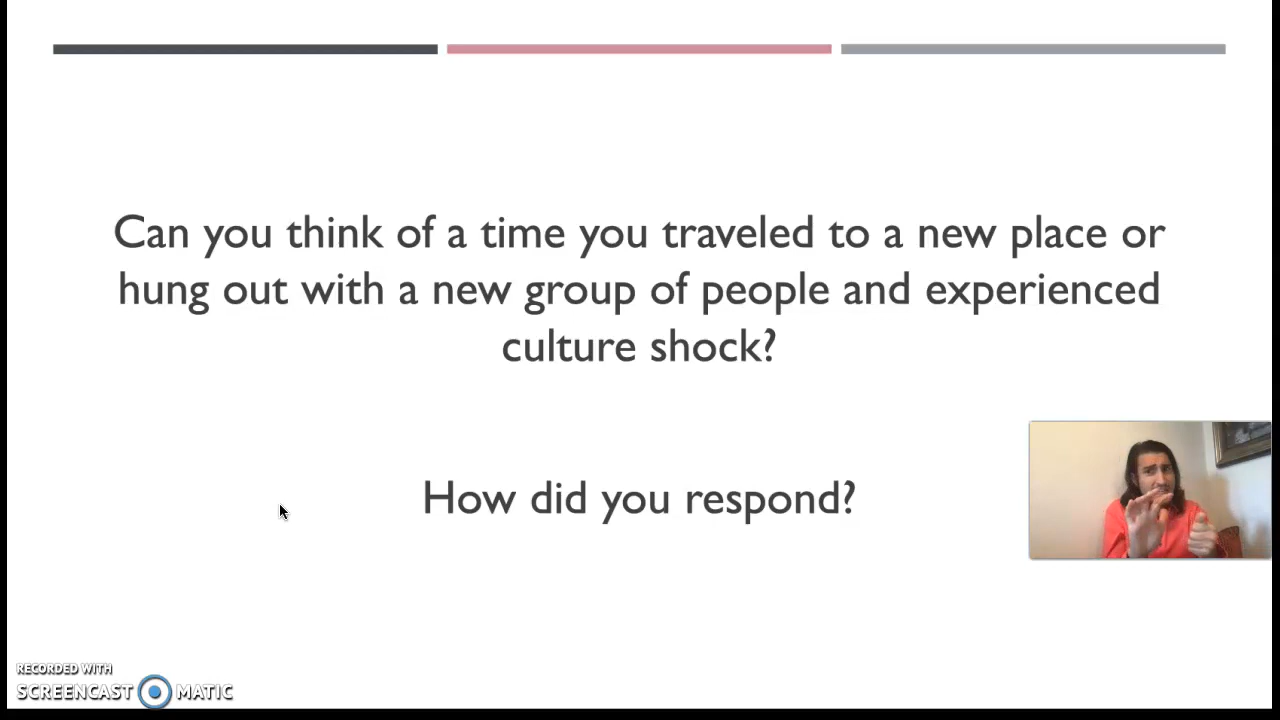 Can you think of a time you traveled to a new place or
hung out with a new group of people and experienced
culture shock?
How did you respond?
RECORDED WITH
SCREENCAST MATIC